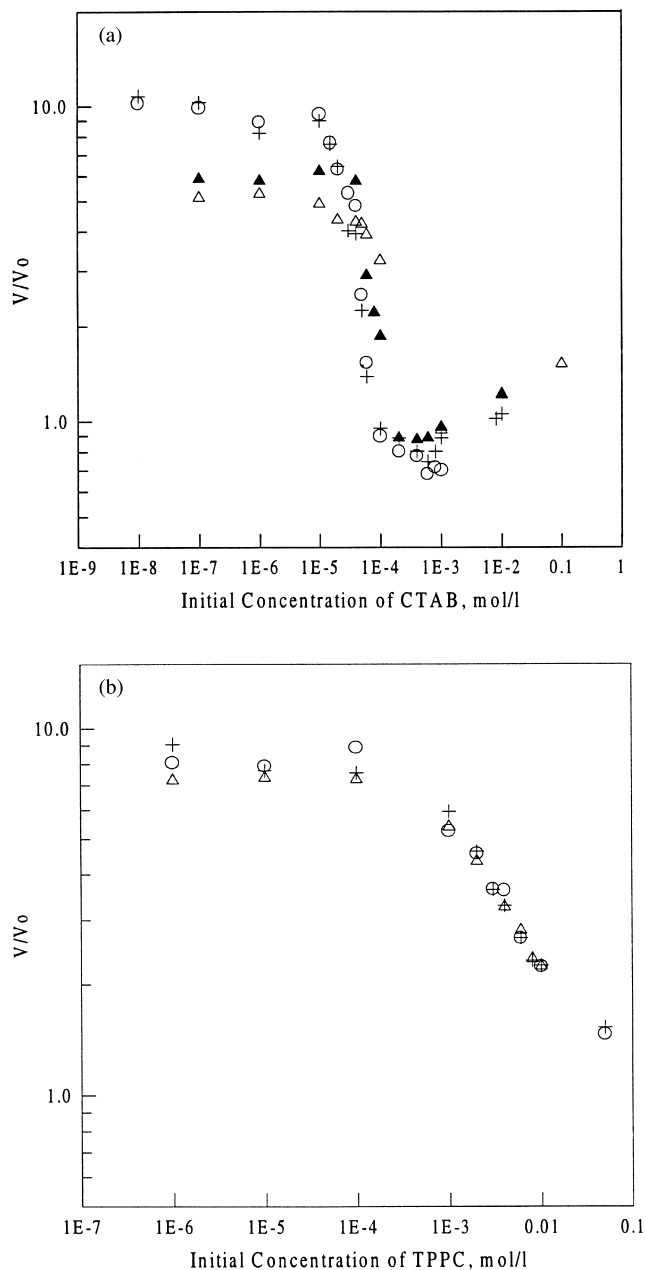 (a)
10.0
1.0
V/Vo
1E-9 1E-8 1E-7 1E-6 1E-5 1E-4 1E-3 1E-2 0.1 1
Initial Concentration of CTAB, mol/l
(b)
10.0
1.0
V/Vo
1E-7 1E-6 1E-5 1E-4 1E-3 0.01 0.1
Initial Concentration of TPPC, mol/l